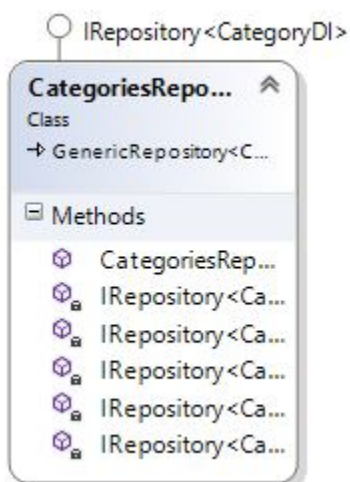 IRepository<CategoryDI>
CategoriesRepo...
Class
GenericRepository<C...
Methods
CategoriesRep...
IRepository<Ca...
IRepository<Ca...
IRepository<Ca...
IRepository<Ca...
IRepository<Ca...